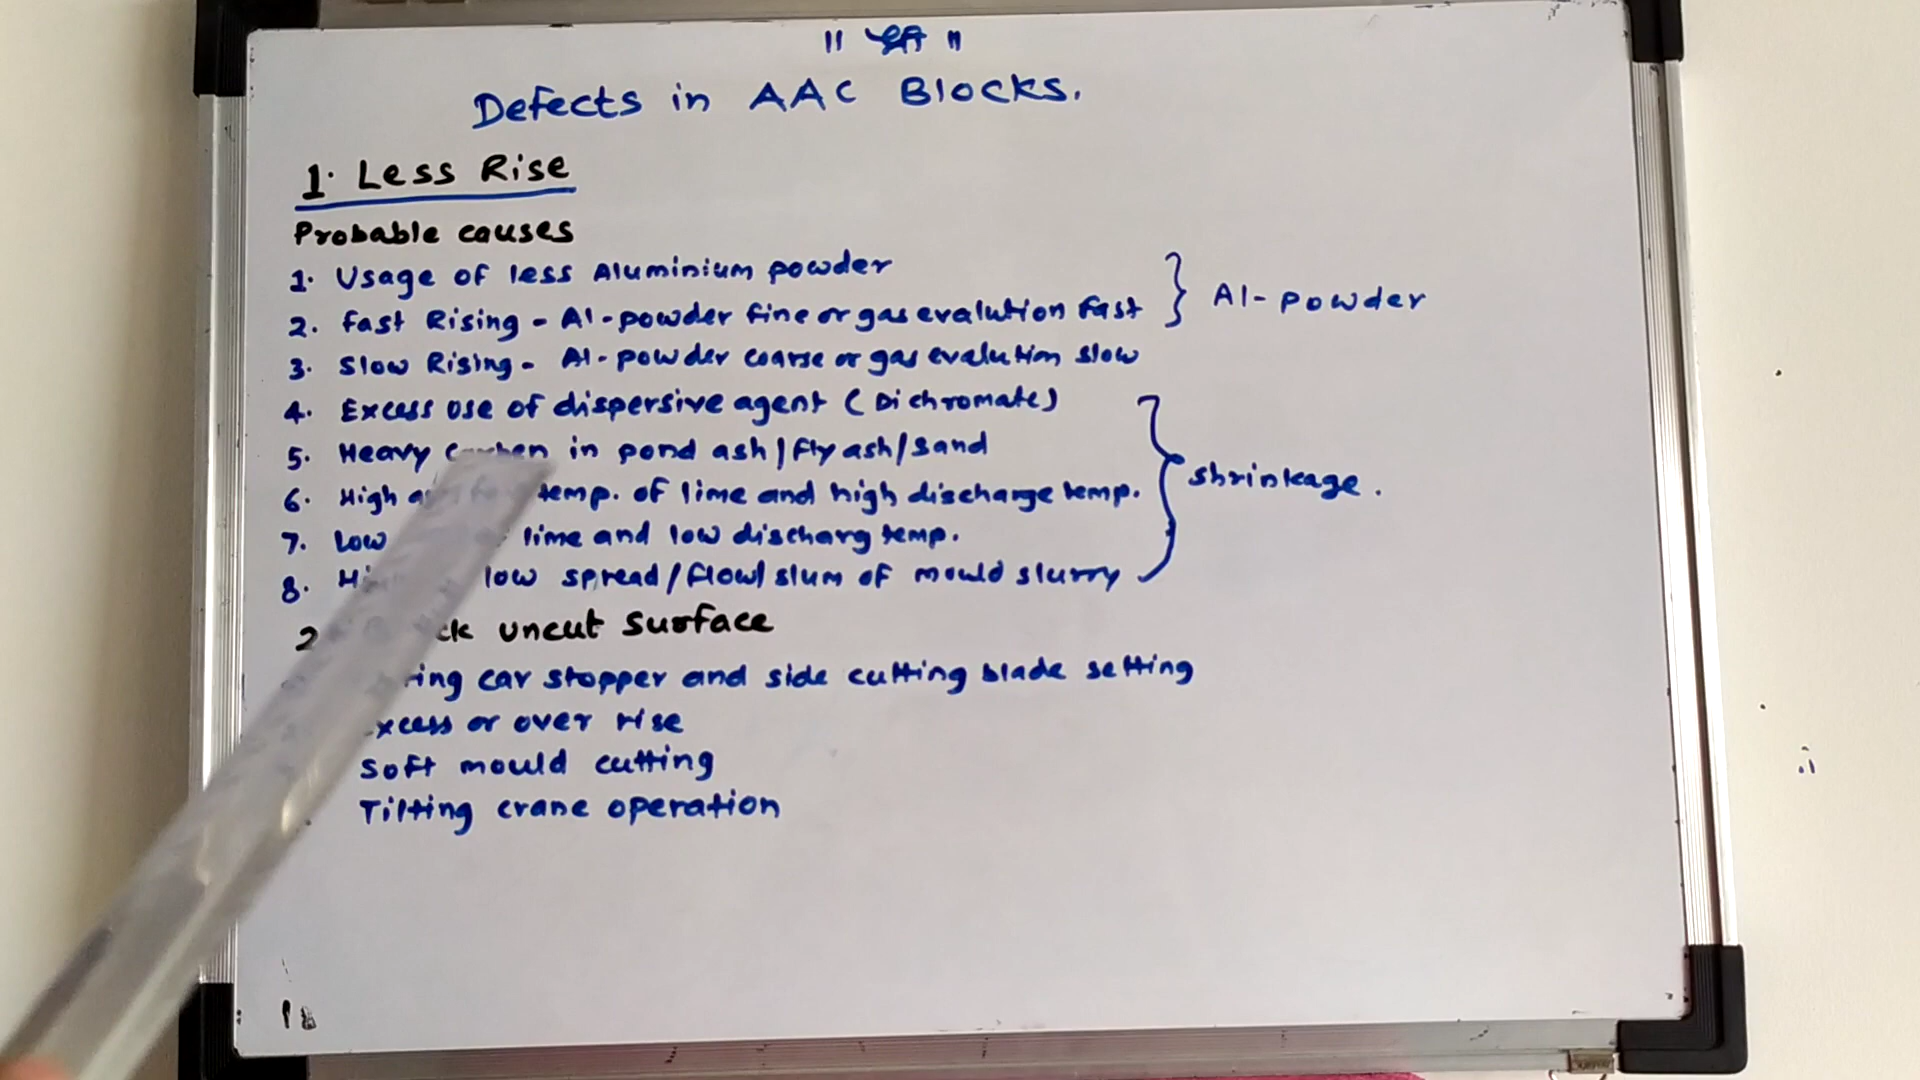 " श्री "
Defects in AAC Blocks.
1. Less Rise
Probable causes
1. Usage of less Aluminium powder
2. Fast Rising - Al-powder fine or gas evalution Fast
} Al-powder
3. Slow Rising - Al-powder coarse or gas evalution slow
4. Excess use of dispersive agent (Dichromate)
5. Heavy in pond ash/Fly ash/sand
6. High temp. of lime and high discharge temp.
} shrinkage.
7. Low lime and low discharg temp.
8. low spread/flow/slum of mould slurry
2 uncut surface
car stopper and side cutting blade setting
excess or over rise
Soft mould cutting
Tilting crane operation